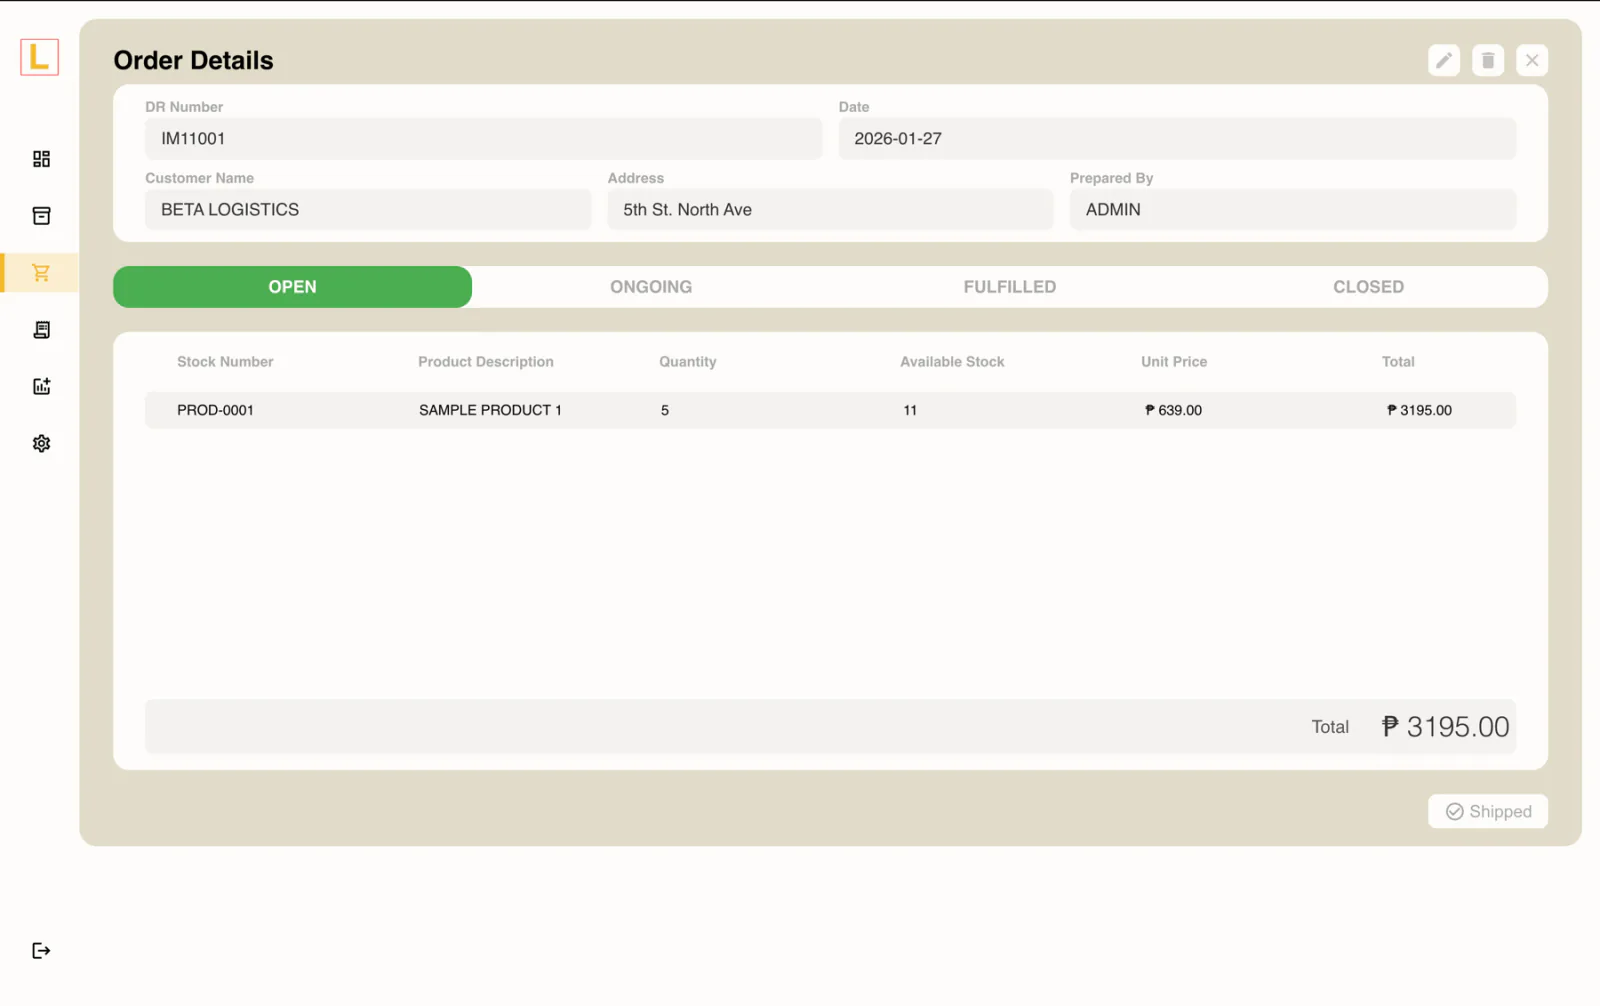 L
Order Details
DR Number
Date
IM11001
2026-01-27
Customer Name
Address
Prepared By
BETA LOGISTICS
5th St. North Ave
ADMIN
OPEN
ONGOING
FULFILLED
CLOSED
Stock Number
Product Description
Quantity
Available Stock
Unit Price
Total
PROD-0001
SAMPLE PRODUCT 1
5
11
₱ 639.00
₱ 3195.00
Total
₱ 3195.00
Shipped